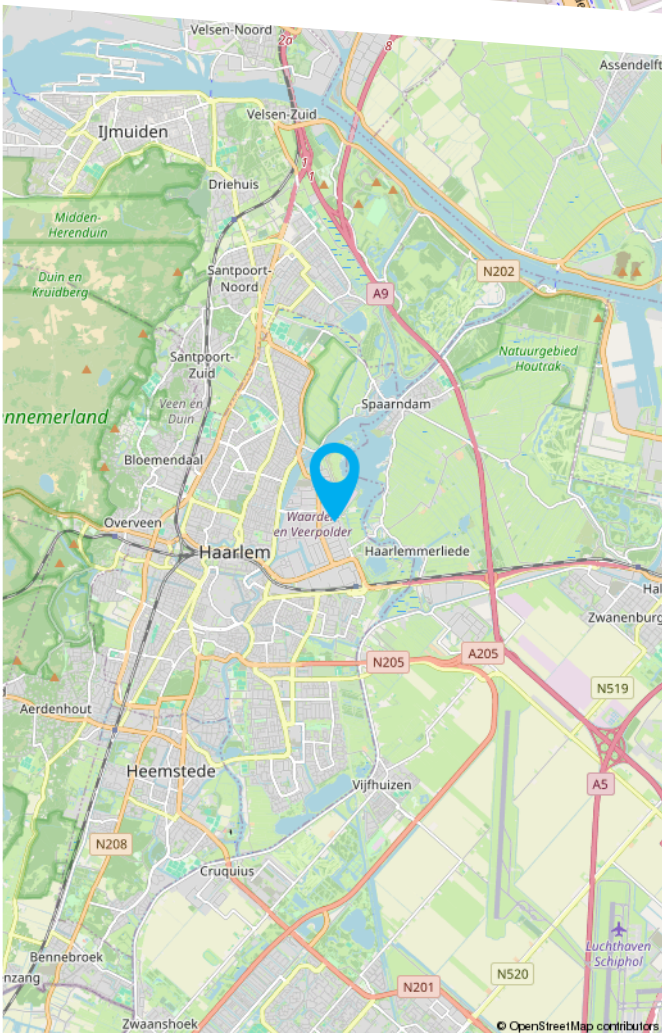 Velsen-Noord
2a
8
Assendelft
Velsen-Zuid
IJmuiden
1
1
Driehuis
Midden-
Herenduin
Santpoort-
Noord
N202
Duin en
Kruidberg
A9
Santpoort-
Zuid
Natuurgebied
Houtrak
Veen en
Duin
Spaarndam
nnemerland
Bloemendaal
Waarder
en Veerpolder
Overveen
Haarlem
Haarlemmerliede
Hal
Zwanenburg
N205
A205
N519
Aerdenhout
Heemstede
Vijfhuizen
A5
N208
Cruquius
Luchthaven
Schiphol
Bennebroek
N520
enzang
N201
Zwaanshoek
© OpenStreetMap contributors